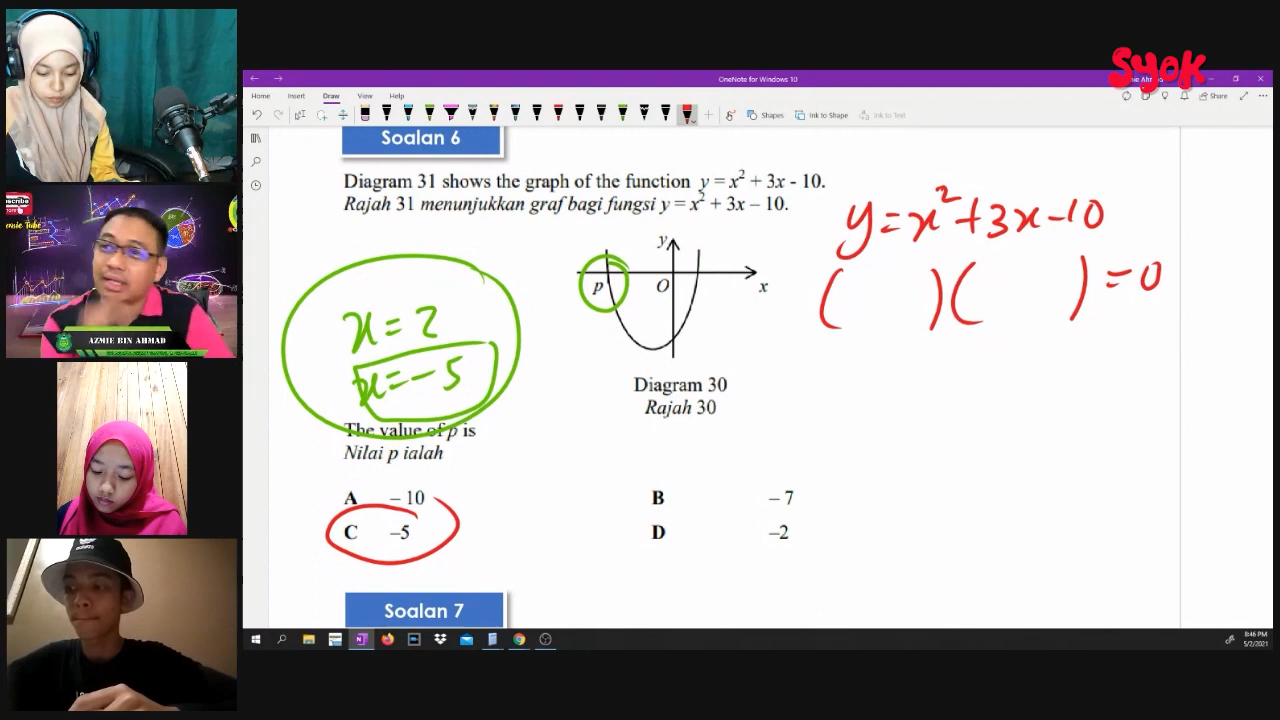 SYOK
OneNote for Windows 10
Home Insert Draw View Help
Share
Shapes Ink to Shape Ink to Text
Soalan 6
Diagram 31 shows the graph of the function y = x² + 3x - 10.
Rajah 31 menunjukkan graf bagi fungsi y = x² + 3x – 10.
y = x² + 3x - 10
( ) ( ) = 0
y
p O x
x = 2
x = -5
Diagram 30
Rajah 30
The value of p is
Nilai p ialah
A – 10 B – 7
C –5 D –2
Soalan 7
AZMIE BIN AHMAD
8:46 PM
5/2/2021